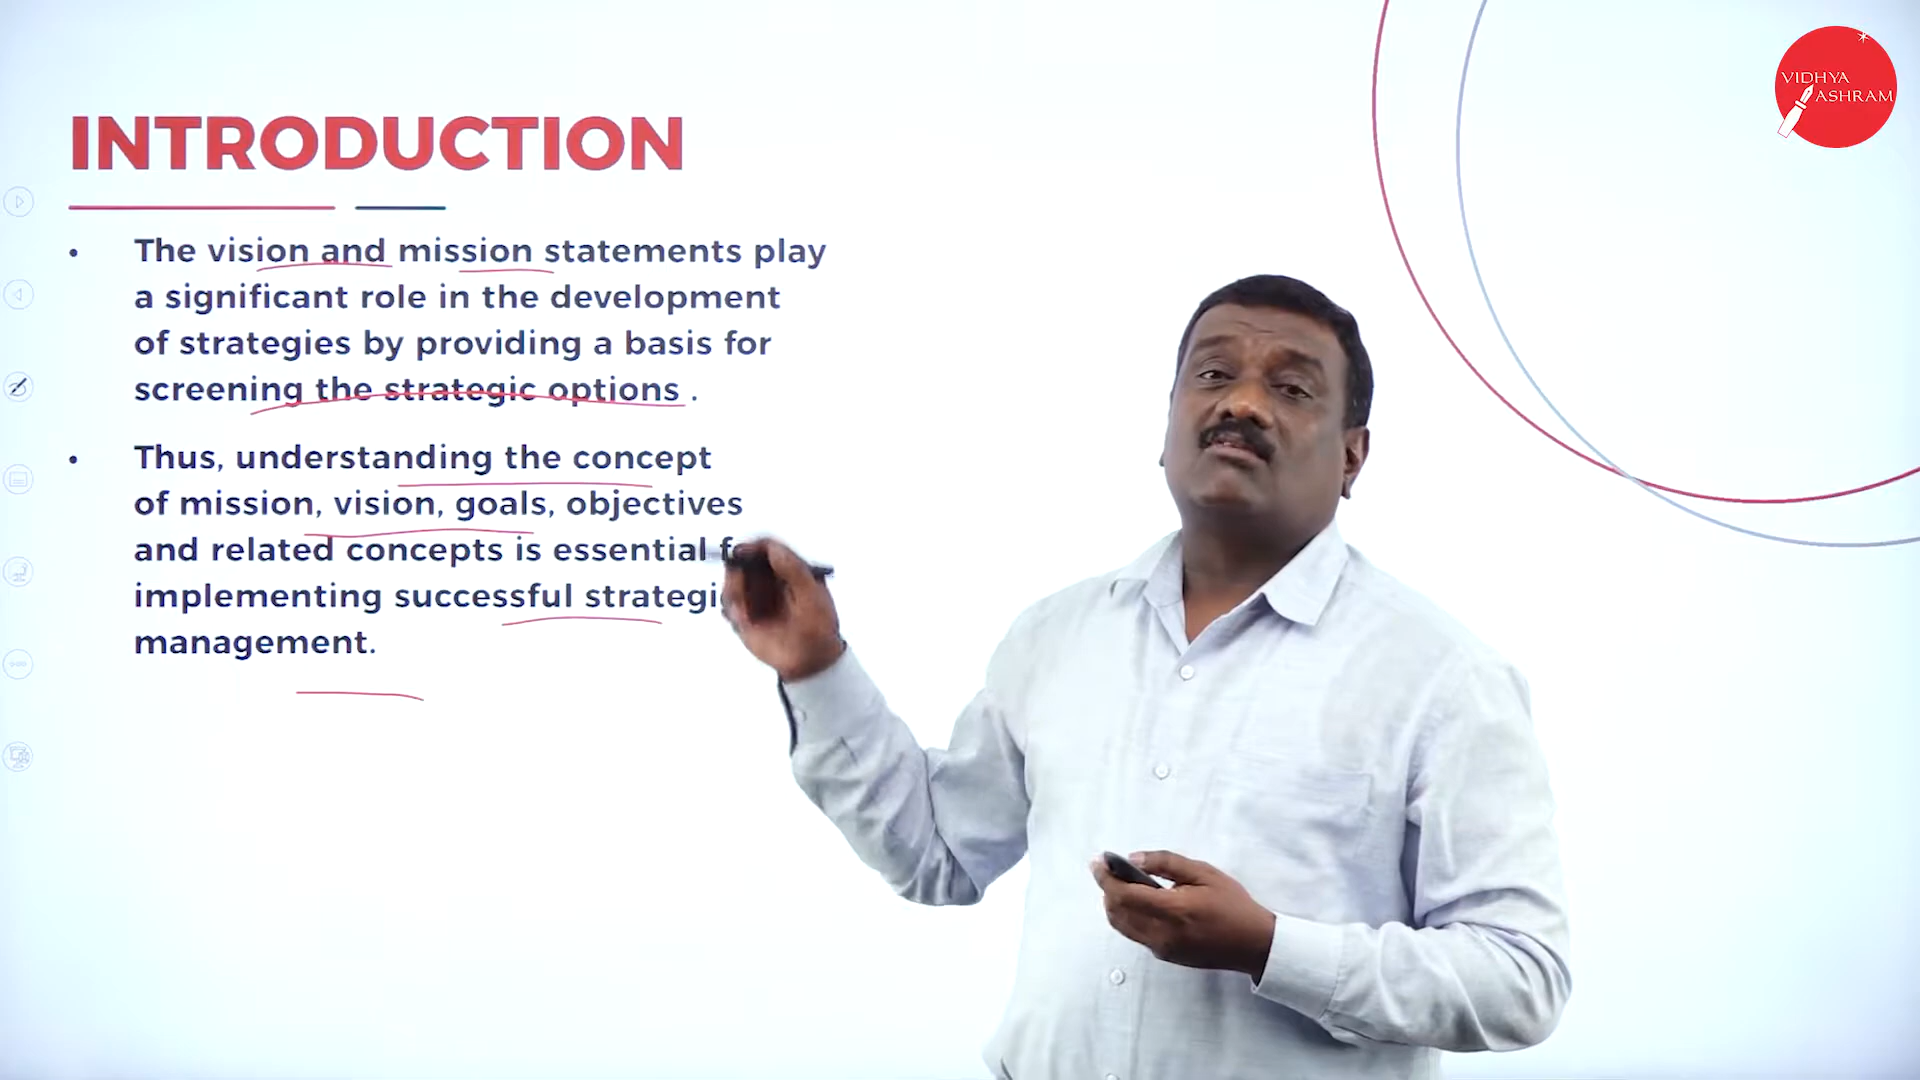 VIDHYA
ASHRAM
INTRODUCTION
• The vision and mission statements play
a significant role in the development
of strategies by providing a basis for
screening the strategic options .
• Thus, understanding the concept
of mission, vision, goals, objectives
and related concepts is essential
implementing successful
management.